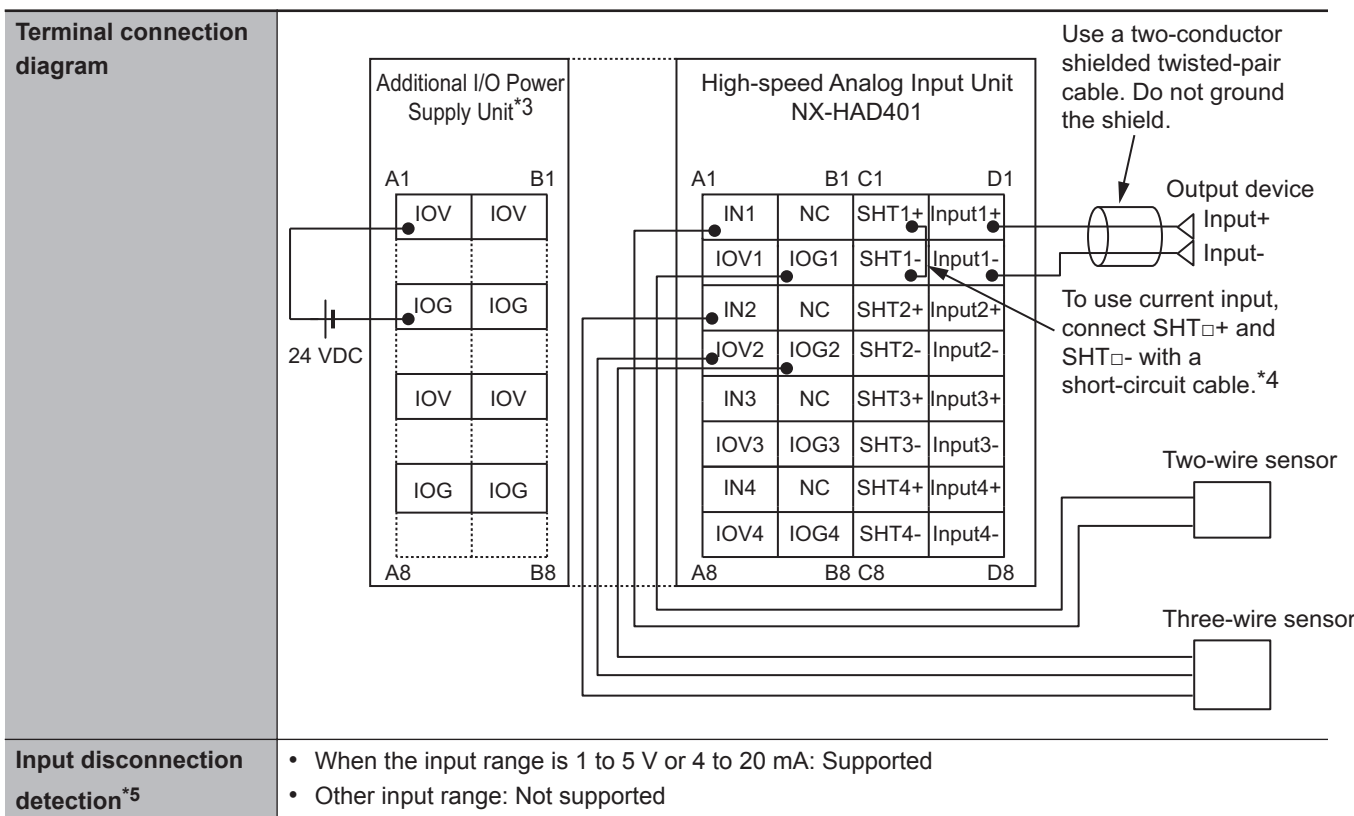 Terminal connection
diagram
Use a two-conductor
shielded twisted-pair
cable. Do not ground
the shield.
Additional I/O Power
Supply Unit*3
High-speed Analog Input Unit
NX-HAD401
A1 B1
A1 B1 C1 D1
Output device
Input+
Input-
IOV IOV
IOG IOG
IOV IOV
IOG IOG
A8 B8
24 VDC
IN1 NC SHT1+ Input1+
IOV1 IOG1 SHT1- Input1-
IN2 NC SHT2+ Input2+
IOV2 IOG2 SHT2- Input2-
IN3 NC SHT3+ Input3+
IOV3 IOG3 SHT3- Input3-
IN4 NC SHT4+ Input4+
IOV4 IOG4 SHT4- Input4-
A8 B8 C8 D8
To use current input,
connect SHT□+ and
SHT□- with a
short-circuit cable.*4
Two-wire sensor
Three-wire sensor
Input disconnection
detection*5
• When the input range is 1 to 5 V or 4 to 20 mA: Supported
• Other input range: Not supported